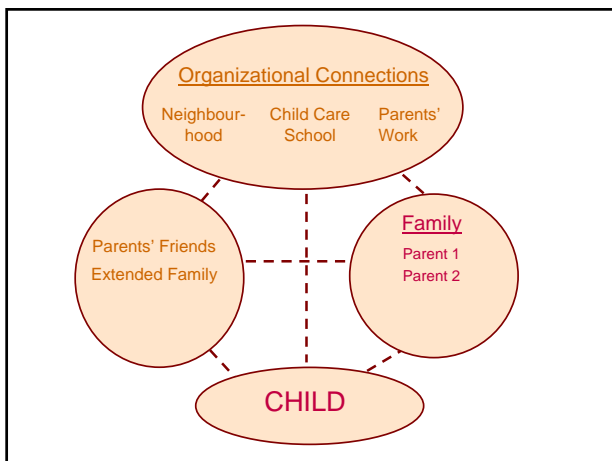 Organizational Connections
Neighbour-
hood
Child Care
School
Parents'
Work
Parents' Friends
Extended Family
Family
Parent 1
Parent 2
CHILD